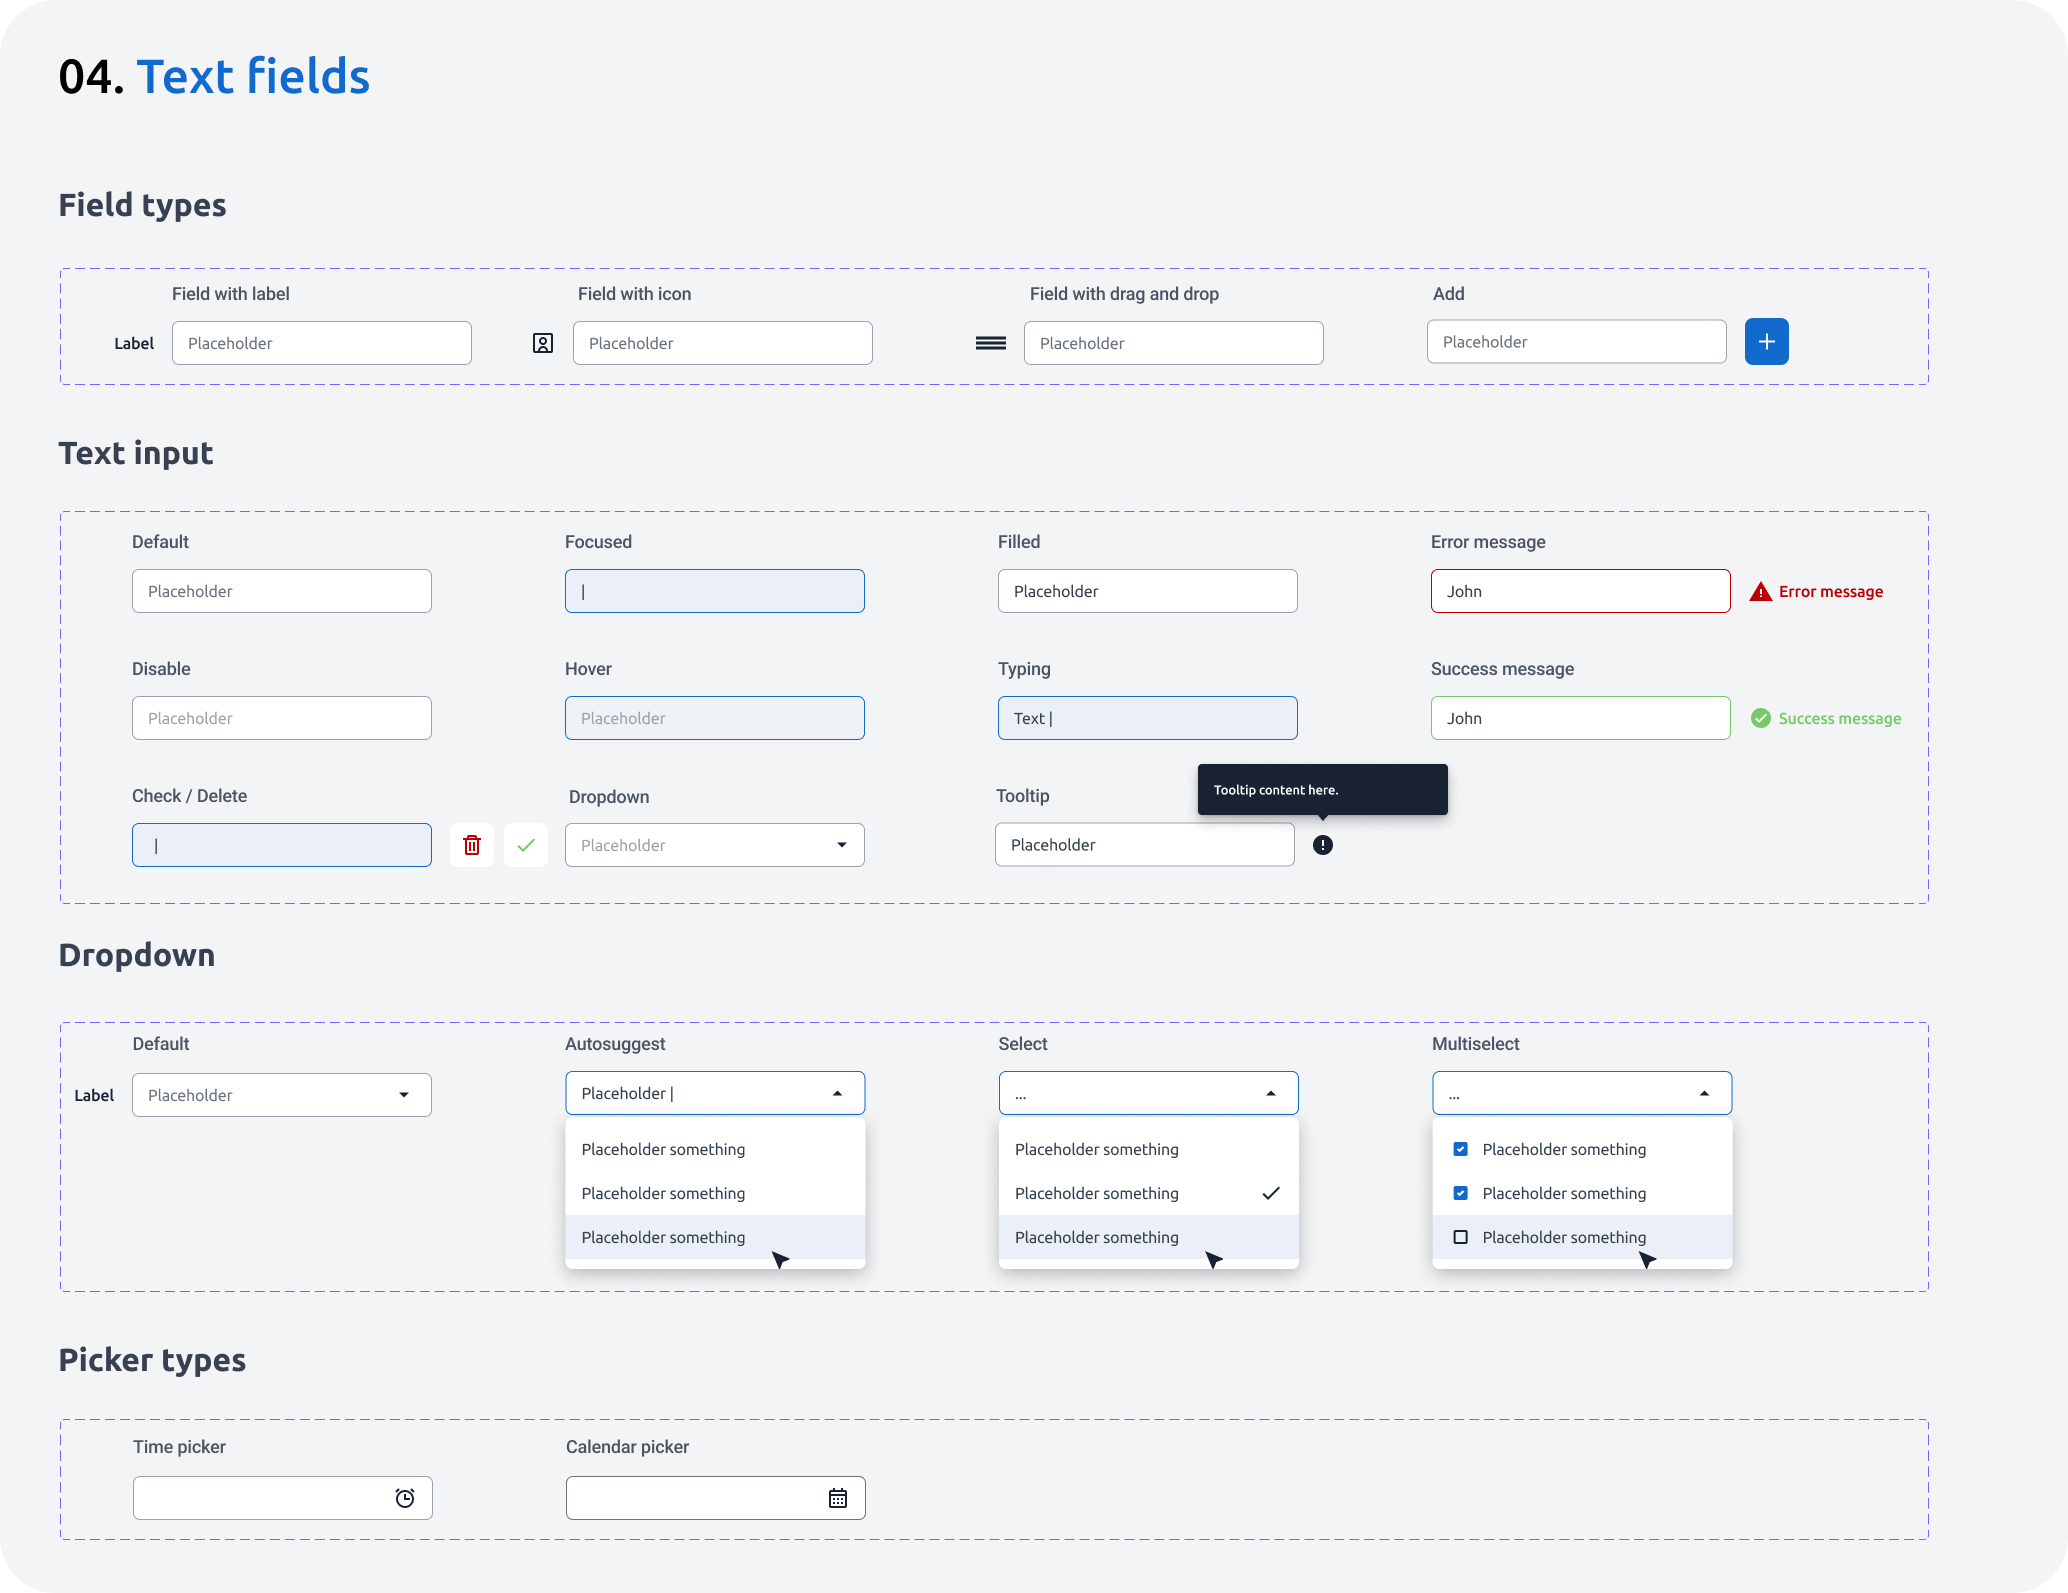 04. Text fields
Field types
Field with label
Field with icon
Field with drag and drop
Add
Label
Placeholder
Placeholder
Placeholder
Placeholder
Text input
Default
Focused
Filled
Error message
Placeholder
|
Placeholder
John
Error message
Disable
Hover
Typing
Success message
Placeholder
Placeholder
Text |
John
Success message
Check / Delete
Dropdown
Tooltip
Tooltip content here.
|
Placeholder
Placeholder
Dropdown
Default
Autosuggest
Select
Multiselect
Label
Placeholder
Placeholder |
...
...
Placeholder something
Placeholder something
Placeholder something
Placeholder something
Placeholder something
Placeholder something
Placeholder something
Placeholder something
Placeholder something
Picker types
Time picker
Calendar picker